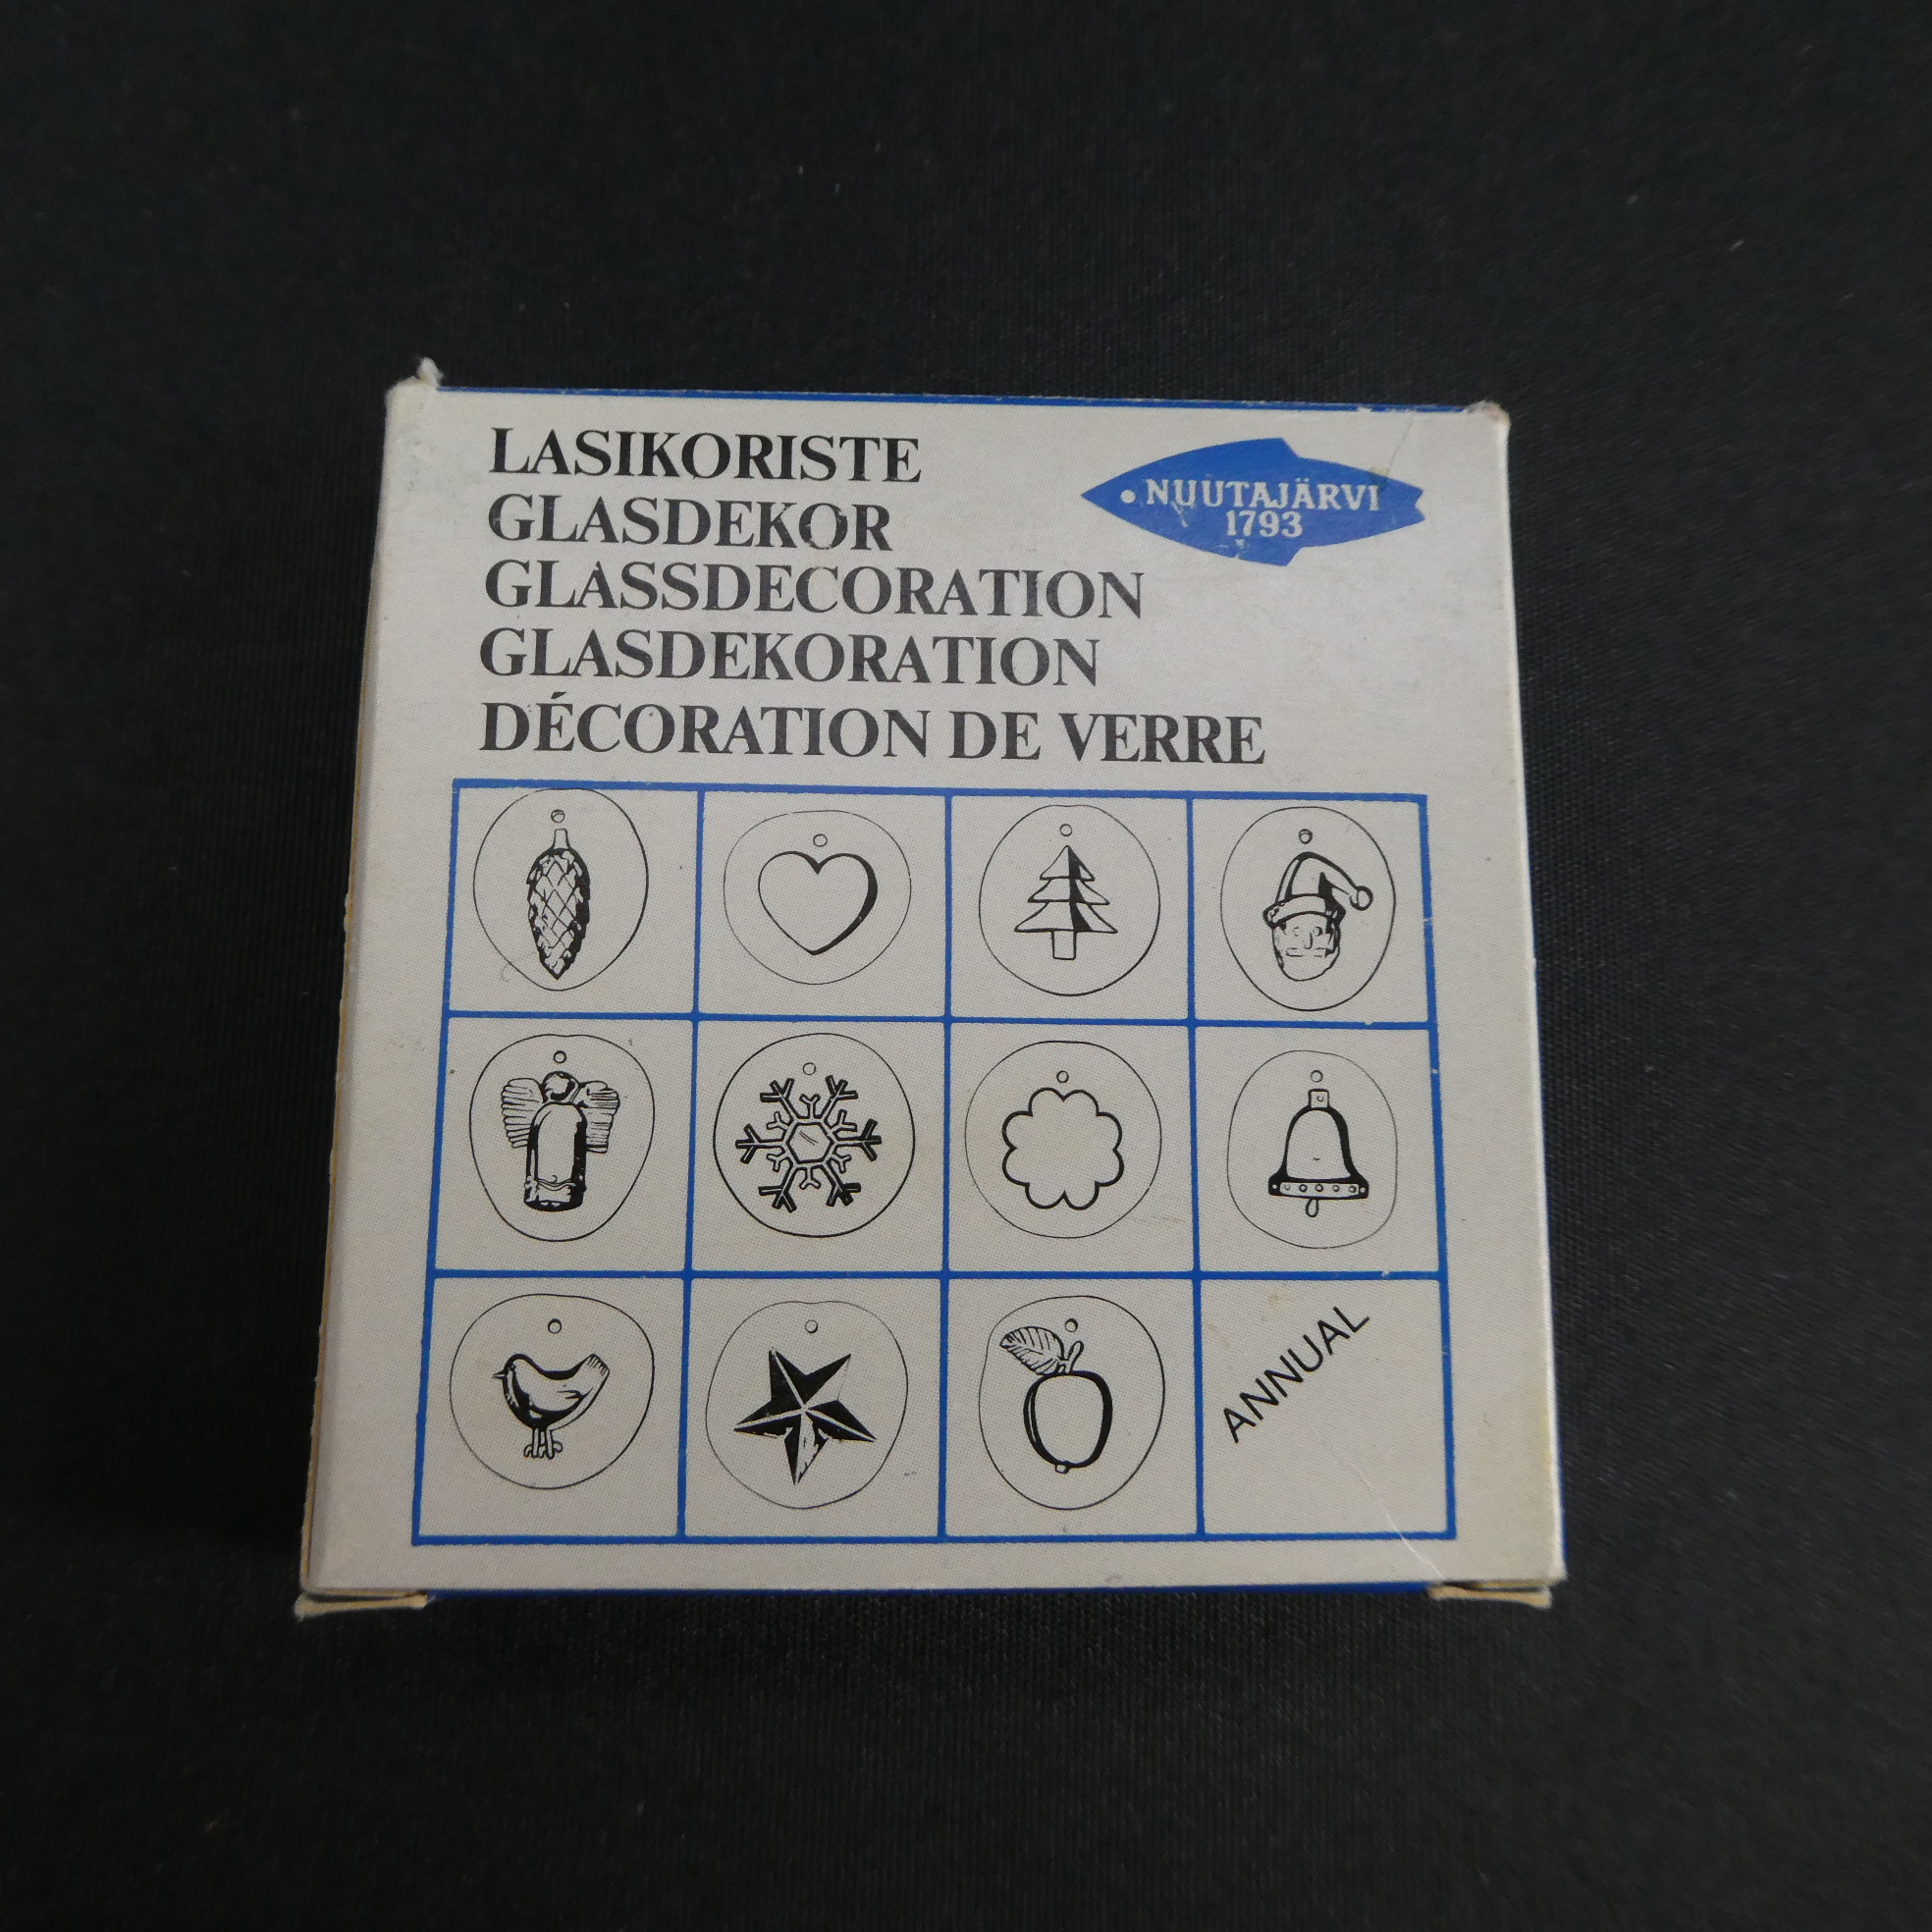 LASIKORISTE
GLASDEKOR
GLASSDECORATION
GLASDEKORATION
DÉCORATION DE VERRE
NUUTAJÄRVI
1793
ANNUAL